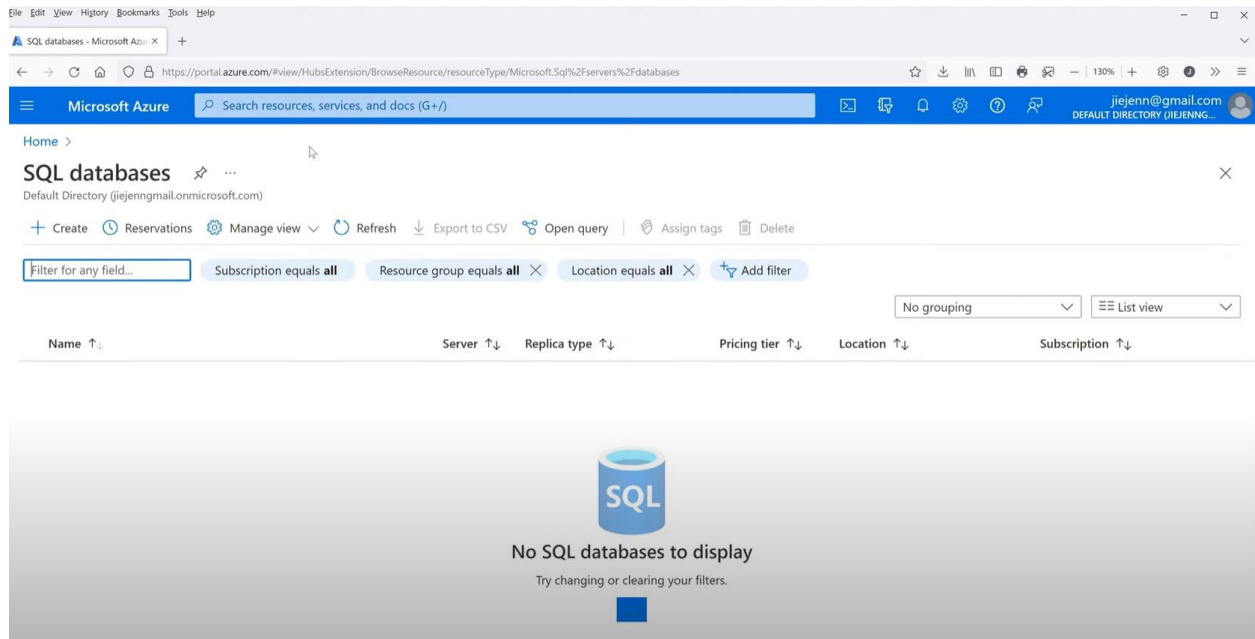 File Edit View History Bookmarks Tools Help
SQL databases - Microsoft Azu
https://portal.azure.com/#view/HubsExtension/BrowseResource/resourceType/Microsoft.Sql%2Fservers%2Fdatabases
130%
J
Microsoft Azure
Search resources, services, and docs (G+/)
jiejenn@gmail.com
DEFAULT DIRECTORY (JIEJENNG...
Home >
SQL databases ...
Default Directory (jiejenngmail.onmicrosoft.com)
Create Reservations Manage view Refresh Export to CSV Open query Assign tags Delete
Filter for any field... Subscription equals all Resource group equals all Location equals all Add filter
No grouping List view
Name Server Replica type Pricing tier Location Subscription
SQL
No SQL databases to display
Try changing or clearing your filters.